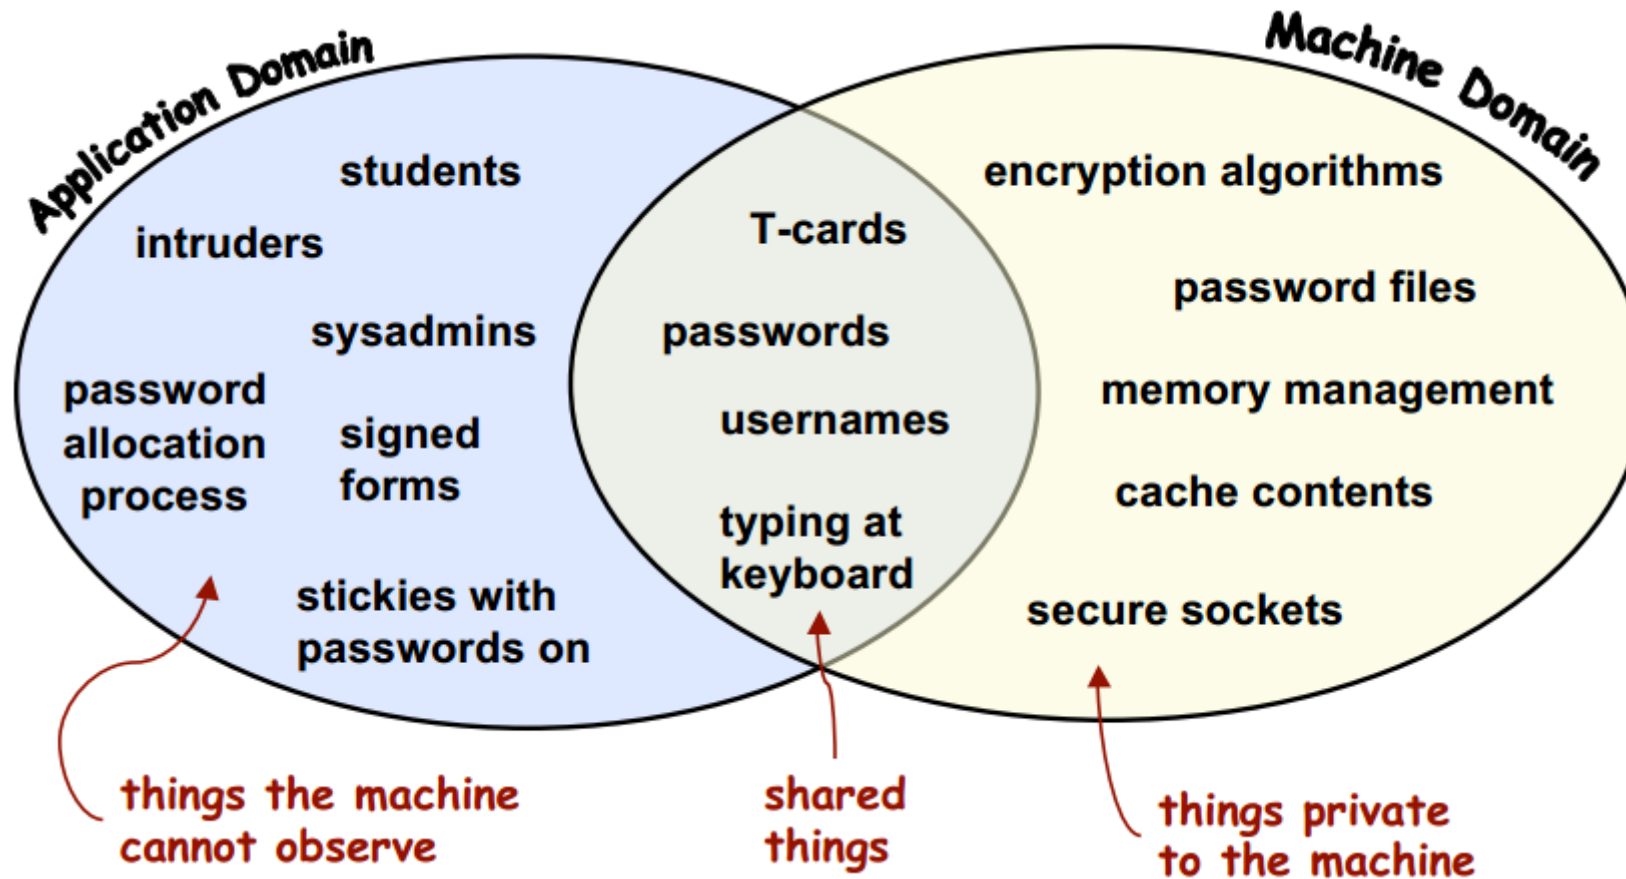 Application Domain
Machine Domain
students
intruders
sysadmins
password
allocation
process
signed
forms
stickies with
passwords on
T-cards
passwords
usernames
typing at
keyboard
encryption algorithms
password files
memory management
cache contents
secure sockets
things the machine
cannot observe
shared
things
things private
to the machine